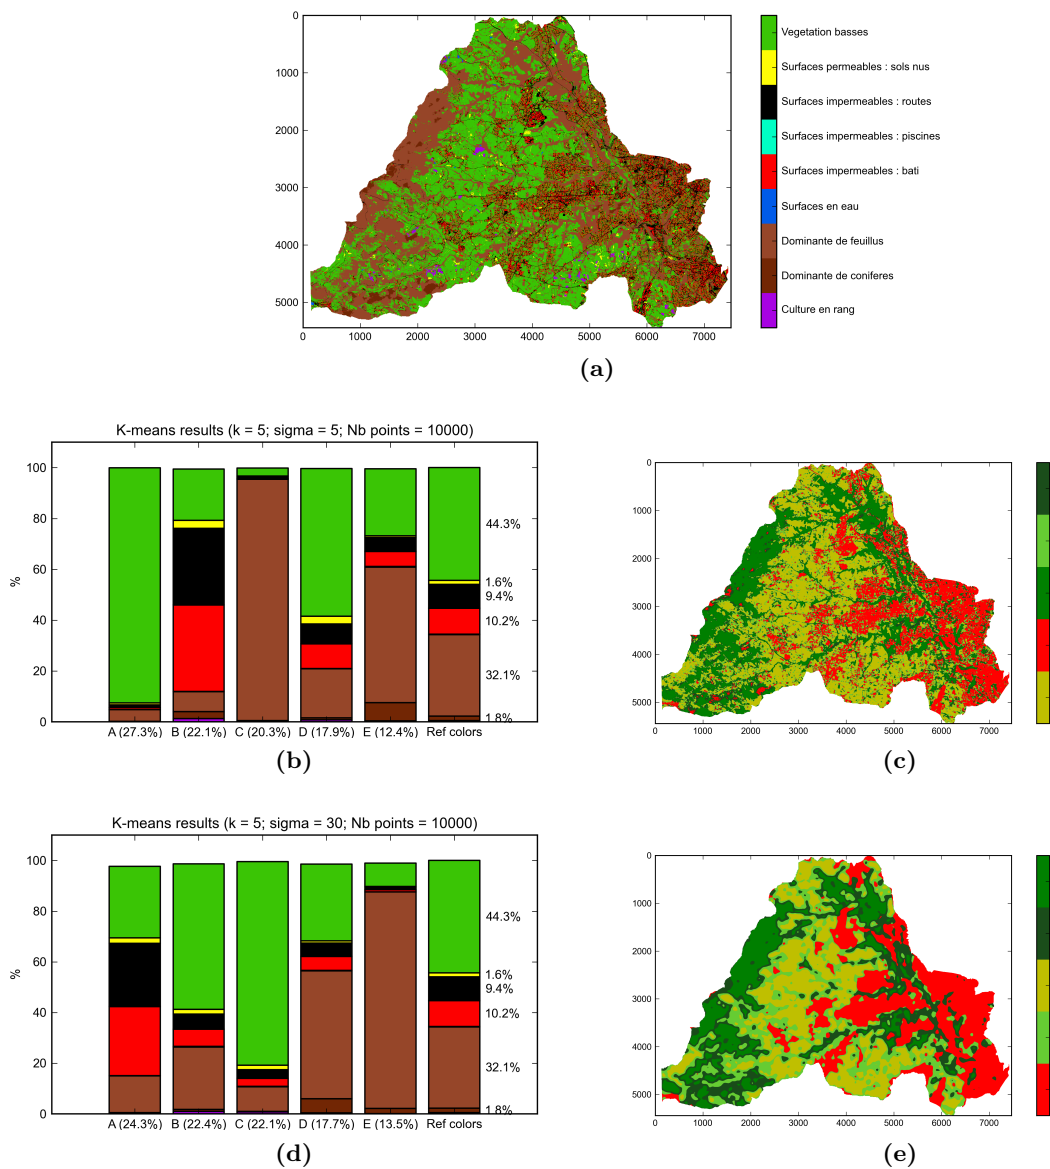 0
1000
2000
3000
4000
5000
0 1000 2000 3000 4000 5000 6000 7000
Vegetation basses
Surfaces permeables : sols nus
Surfaces impermeables : routes
Surfaces impermeables : piscines
Surfaces impermeables : bati
Surfaces en eau
Dominante de feuillus
Dominante de coniferes
Culture en rang
(a)
K-means results (k = 5; sigma = 5; Nb points = 10000)
%
100
80
60
40
20
0
44.3%
1.6%
9.4%
10.2%
32.1%
1.8%
A (27.3%) B (22.1%) C (20.3%) D (17.9%) E (12.4%) Ref colors
(b)
0
1000
2000
3000
4000
5000
0 1000 2000 3000 4000 5000 6000 7000
(c)
K-means results (k = 5; sigma = 30; Nb points = 10000)
%
100
80
60
40
20
0
44.3%
1.6%
9.4%
10.2%
32.1%
1.8%
A (24.3%) B (22.4%) C (22.1%) D (17.7%) E (13.5%) Ref colors
(d)
0
1000
2000
3000
4000
5000
0 1000 2000 3000 4000 5000 6000 7000
(e)